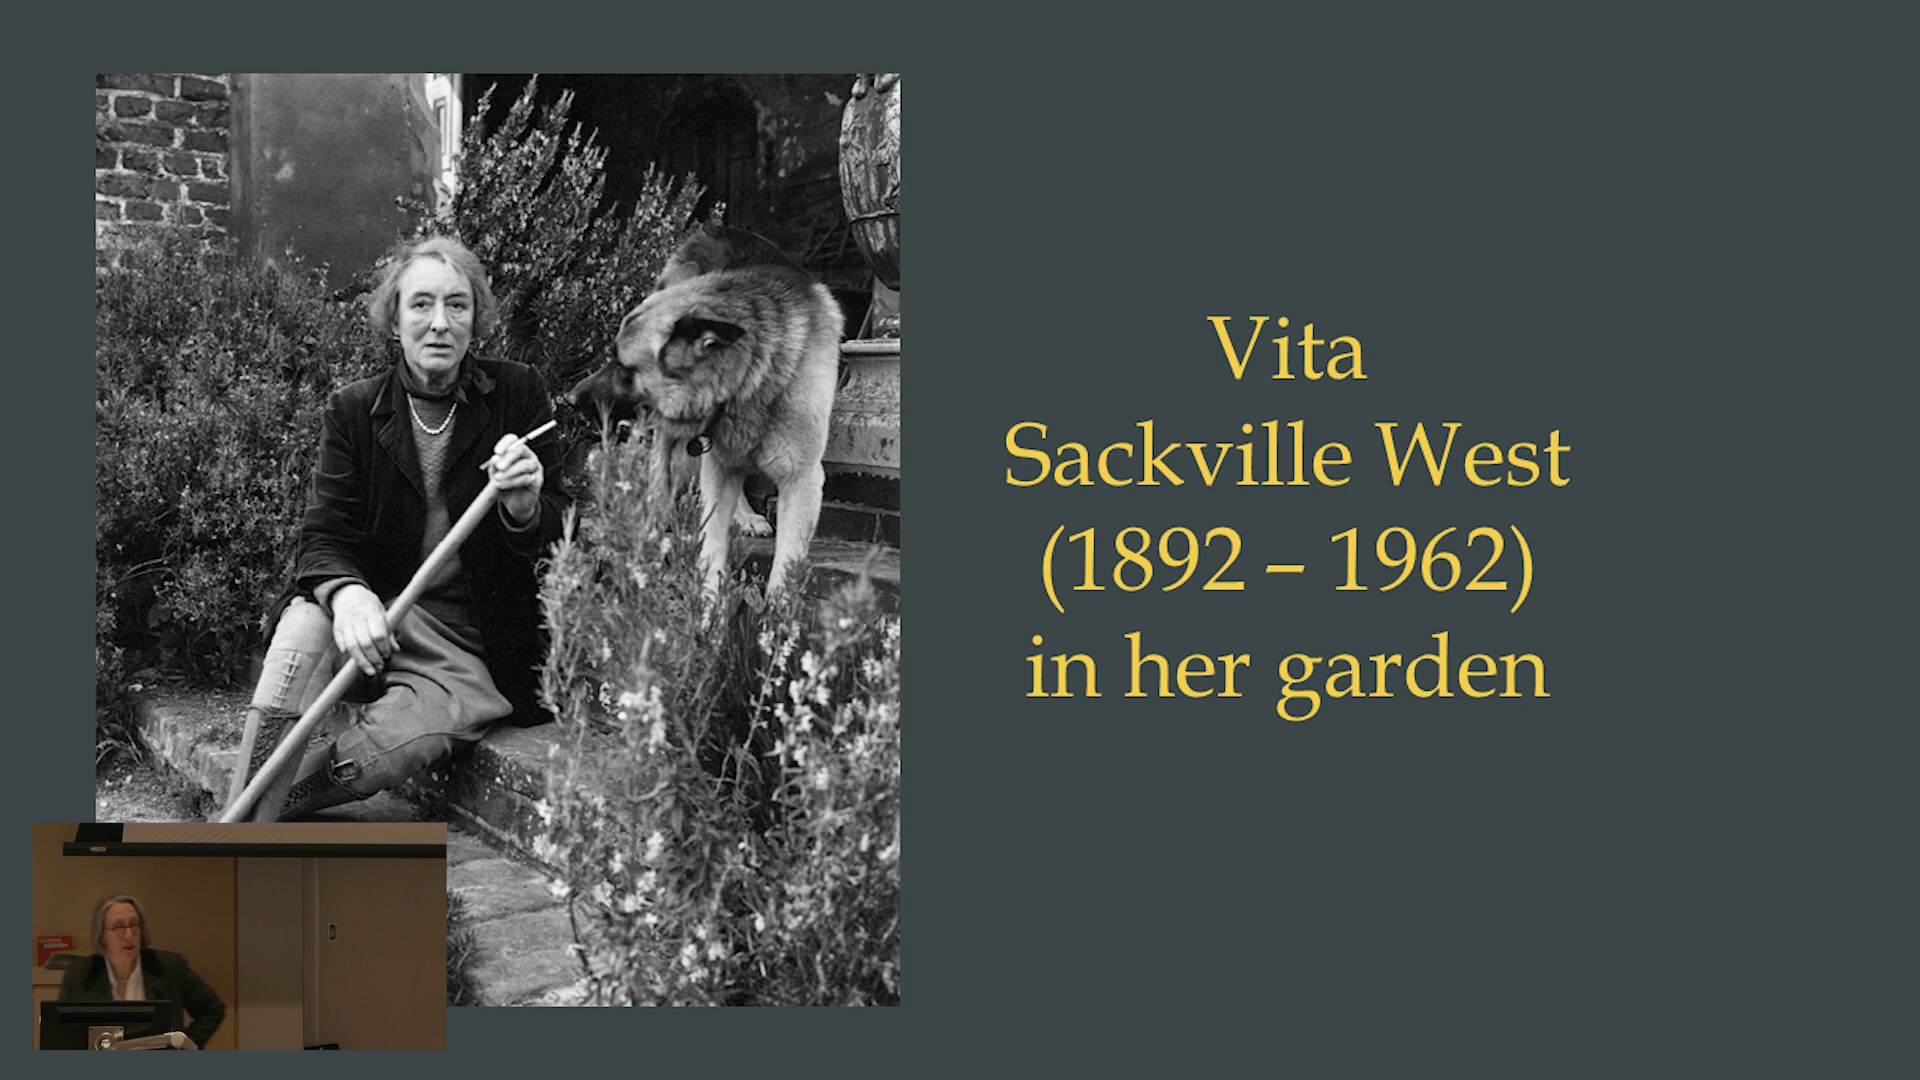 Vita
Sackville West
(1892 – 1962)
in her garden